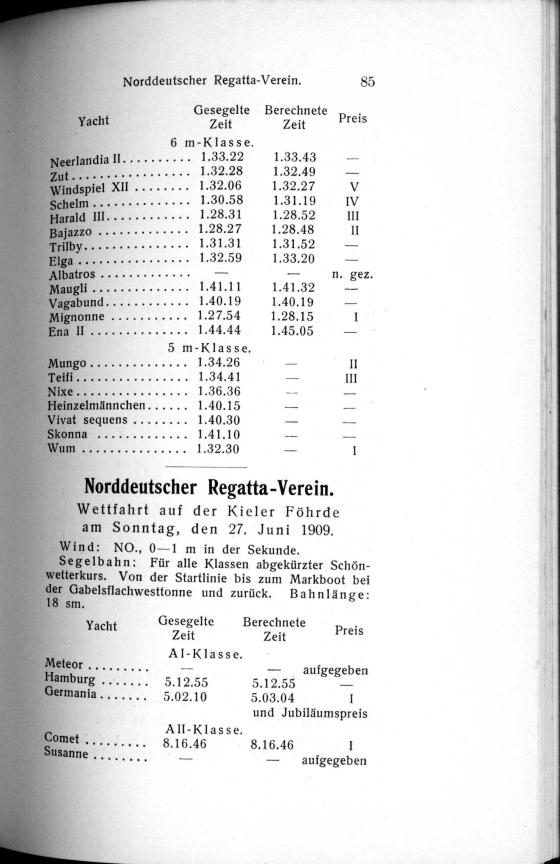 Norddeutscher Regatta-Verein. 85
Yacht Gesegelte Zeit Berechnete Zeit Preis
6 m-Klasse.
Neerlandia II.......... 1.33.22 1.33.43 —
Zut................. 1.32.28 1.32.49 —
Windspiel XII ........ 1.32.06 1.32.27 V
Schelm .............. 1.30.58 1.31.19 IV
Harald III............ 1.28.31 1.28.52 III
Bajazzo ............. 1.28.27 1.28.48 II
Trilby............... 1.31.31 1.31.52 —
Elga ................ 1.32.59 1.33.20 —
Albatros ............. — — n. gez.
Maugli .............. 1.41.11 1.41.32 —
Vagabund............ 1.40.19 1.40.19 —
Mignonne ........... 1.27.54 1.28.15 I
Ena II .............. 1.44.44 1.45.05 —
5 m-Klasse.
Mungo.............. 1.34.26 — II
Teifi................ 1.34.41 — III
Nixe................ 1.36.36 — —
Heinzelmännchen...... 1.40.15 — —
Vivat sequens ........ 1.40.30 — —
Skonna ............. 1.41.10 — —
Wum ............... 1.32.30 — I
Norddeutscher Regatta-Verein.
Wettfahrt auf der Kieler Föhrde
am Sonntag, den 27. Juni 1909.
Wind: NO., 0—1 m in der Sekunde.
Segelbahn: Für alle Klassen abgekürzter Schön-
wetterkurs. Von der Startlinie bis zum Markboot bei
der Gabelsflachwesttonne und zurück. Bahnlänge:
18 sm.
Yacht Gesegelte Zeit Berechnete Zeit Preis
AI-Klasse.
Meteor ......... — — aufgegeben
Hamburg ....... 5.12.55 5.12.55 —
Germania....... 5.02.10 5.03.04 I
und Jubiläumspreis
AII-Klasse.
Comet ......... 8.16.46 8.16.46 I
Susanne ........ — — aufgegeben